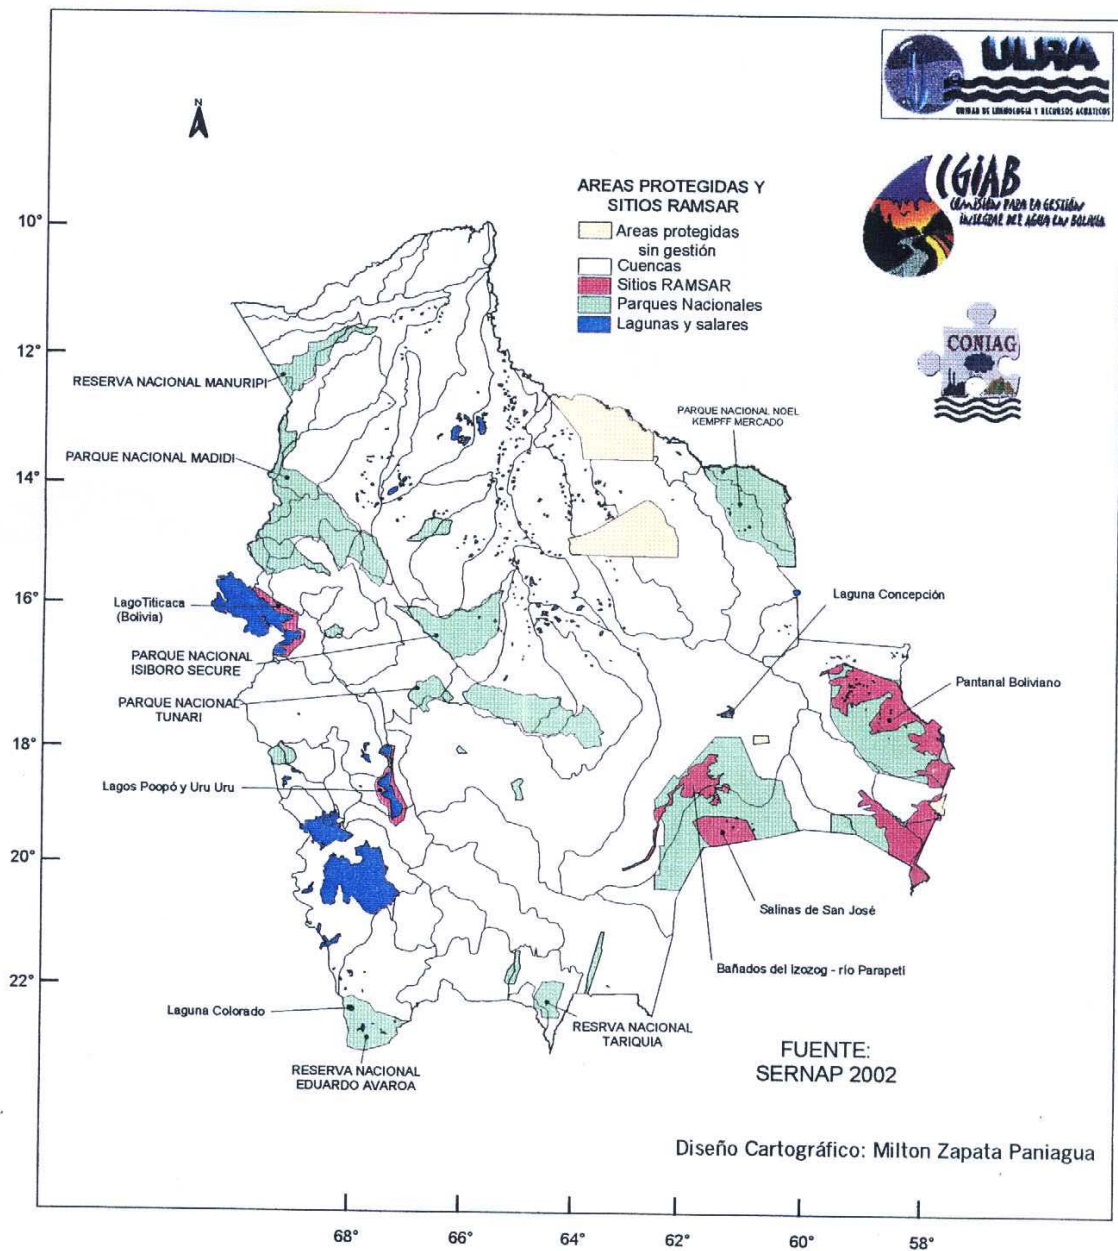 ULRA
UNIDAD DE LIMNOLOGIA Y RECURSOS ACUATICOS
CGIAB
COMISIÓN PARA LA GESTIÓN
INTEGRAL DEL AGUA EN BOLIVIA
CONIAG
N
AREAS PROTEGIDAS Y
SITIOS RAMSAR
Areas protegidas
sin gestión
Cuencas
Sitios RAMSAR
Parques Nacionales
Lagunas y salares
10°
12°
14°
16°
18°
20°
22°
RESERVA NACIONAL MANURIPI
PARQUE NACIONAL NOEL
KEMPFF MERCADO
PARQUE NACIONAL MADIDI
LagoTiticaca
(Bolivia)
Laguna Concepción
PARQUE NACIONAL
ISIBORO SECURE
Pantanal Boliviano
PARQUE NACIONAL
TUNARI
Lagos Poopó y Uru Uru
Salinas de San José
Bañados del Izozog - río Parapetí
Laguna Colorado
RESRVA NACIONAL
TARIQUIA
RESERVA NACIONAL
EDUARDO AVAROA
FUENTE:
SERNAP 2002
Diseño Cartográfico: Milton Zapata Paniagua
68°
66°
64°
62°
60°
58°